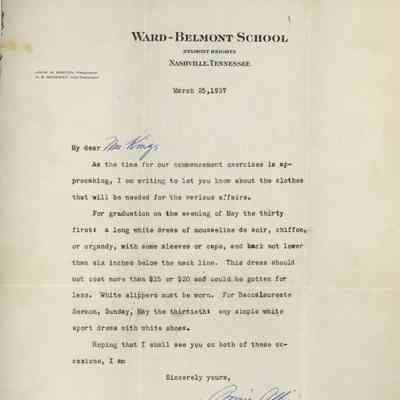 WARD-BELMONT SCHOOL
BELMONT HEIGHTS
NASHVILLE, TENNESSEE
March 25, 1937
My dear Mrs King:
As the time for our commencement exercises is ap-
proaching, I am writing to let you know about the clothes
that will be needed for the various affairs.
For graduation on the evening of May the thirty
first: a long white dress of mousseline de soir, chiffon,
or organdy, with some sleeves or cape, and back not lower
than six inches below the neck line. This dress should
not cost more than $15 or $20 and could be gotten for
less. White slippers must be worn. For Baccalaureate
Sermon, Sunday, May the thirtieth: any simple white
sport dress with white shoes.
Hoping that I shall see you on both of these oc-
casions, I am
Sincerely yours,